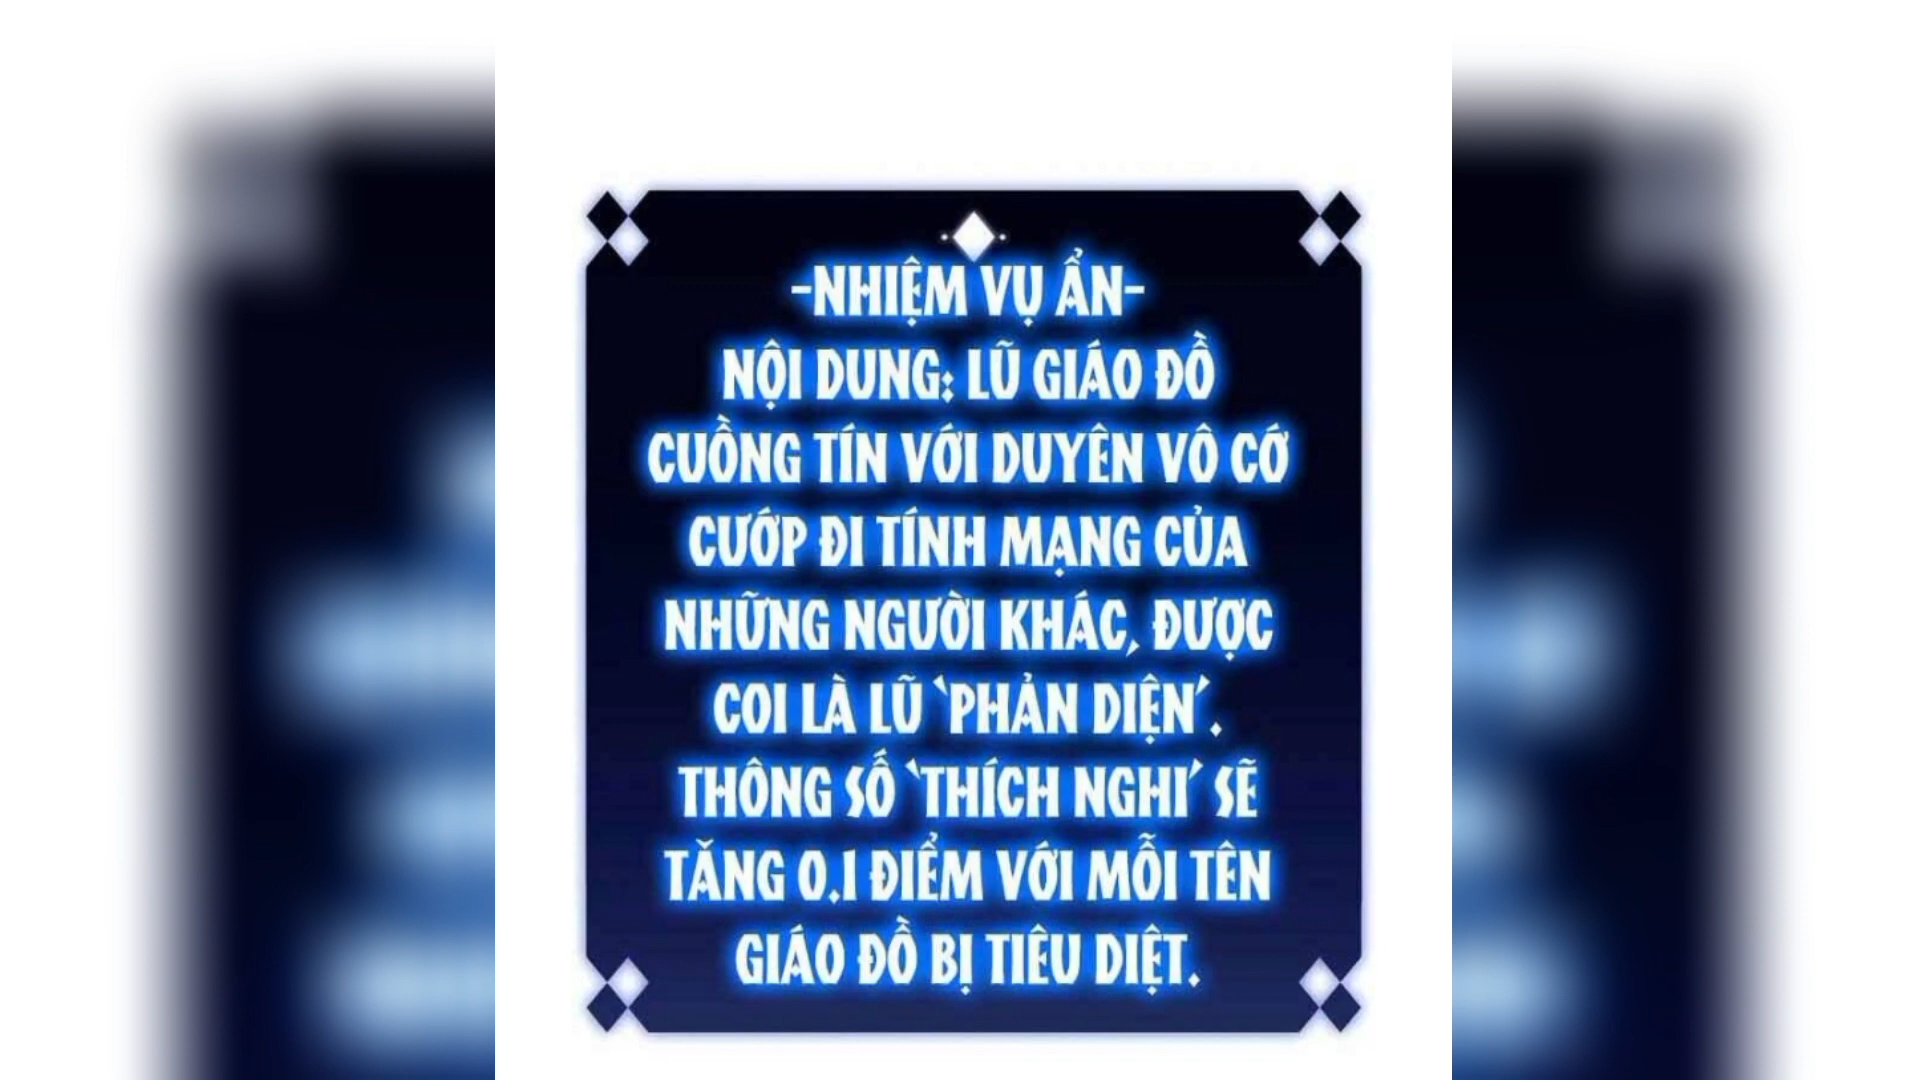 -NHIỆM VỤ ẨN-
NỘI DUNG: LŨ GIÁO ĐỒ
CUỒNG TÍN VỚI DUYÊN VÔ CỚ
CƯỚP ĐI TÍNH MẠNG CỦA
NHỮNG NGƯỜI KHÁC, ĐƯỢC
COI LÀ LŨ `PHẢN DIỆN´.
THÔNG SỐ `THÍCH NGHI´ SẼ
TĂNG 0.1 ĐIỂM VỚI MỖI TÊN
GIÁO ĐỒ BỊ TIÊU DIỆT.